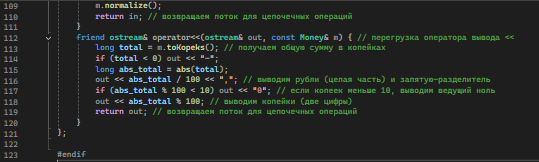 109 m.normalize();
110 return in; // возвращаем поток для цепочечных операций
111 }
112 friend ostream& operator<<(ostream& out, const Money& m) { // перегрузка оператора вывода <<
113 long total = m.toKopeks(); // получаем общую сумму в копейках
114 if (total < 0) out << "-";
115 long abs_total = abs(total);
116 out << abs_total / 100 << ","; // выводим рубли (целая часть) и запятую-разделитель
117 if (abs_total % 100 < 10) out << "0"; // если копеек меньше 10, выводим ведущий ноль
118 out << abs_total % 100; // выводим копейки (две цифры)
119 return out; // возвращаем поток для цепочечных операций
120 }
121 };
122
123 #endif